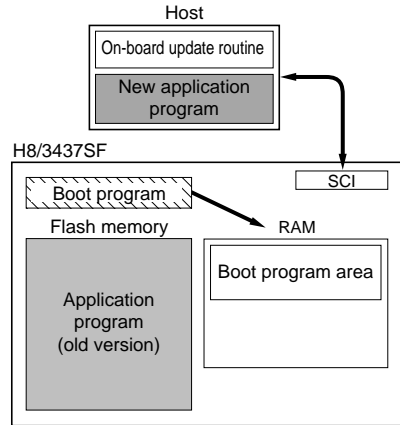 Host
On-board update routine
New application
program
H8/3437SF
SCI
Boot program
Flash memory
RAM
Boot program area
Application
program
(old version)